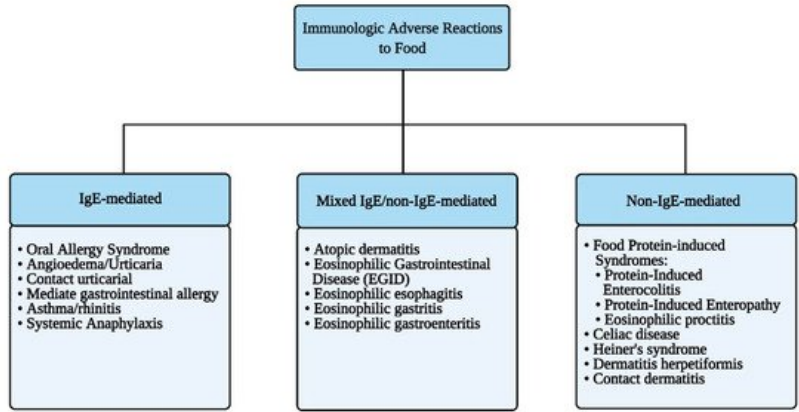 Immunologic Adverse Reactions
to Food
IgE-mediated
• Oral Allergy Syndrome
• Angioedema/Urticaria
• Contact urticarial
• Mediate gastrointestinal allergy
• Asthma/rhinitis
• Systemic Anaphylaxis
Mixed IgE/non-IgE-mediated
• Atopic dermatitis
• Eosinophilic Gastrointestinal
Disease (EGID)
• Eosinophilic esophagitis
• Eosinophilic gastritis
• Eosinophilic gastroenteritis
Non-IgE-mediated
• Food Protein-induced
Syndromes:
• Protein-Induced
Enterocolitis
• Protein-Induced Enteropathy
• Eosinophilic proctitis
• Celiac disease
• Heiner's syndrome
• Dermatitis herpetiformis
• Contact dermatitis